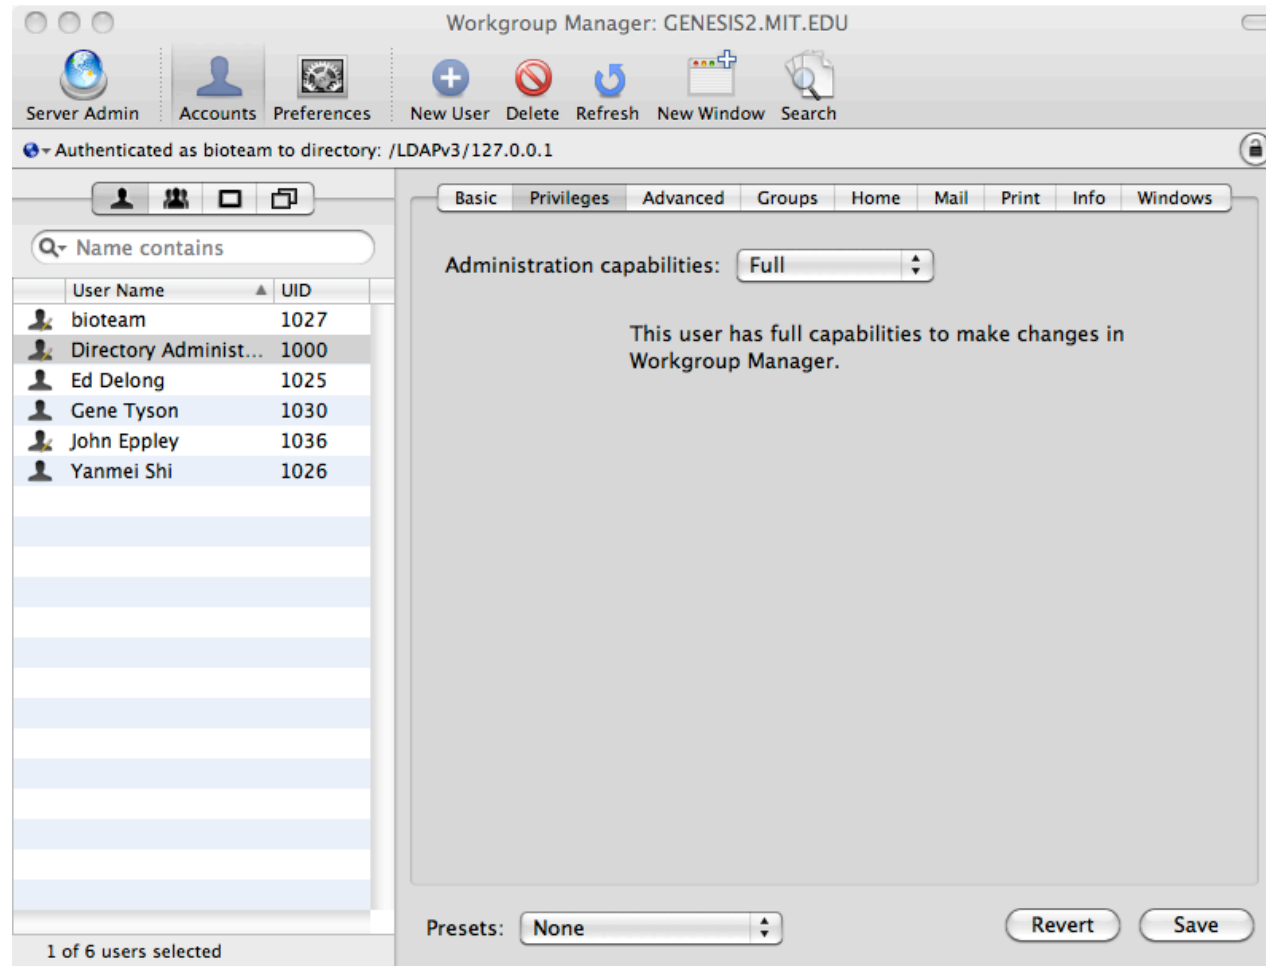 Workgroup Manager: GENESIS2.MIT.EDU
Server Admin Accounts Preferences New User Delete Refresh New Window Search
Authenticated as bioteam to directory: /LDAPv3/127.0.0.1
Basic Privileges Advanced Groups Home Mail Print Info Windows
Name contains
Administration capabilities: Full
User Name UID
bioteam 1027
Directory Administ... 1000
Ed Delong 1025
Gene Tyson 1030
John Eppley 1036
Yanmei Shi 1026
This user has full capabilities to make changes in
Workgroup Manager.
Presets: None Revert Save
1 of 6 users selected